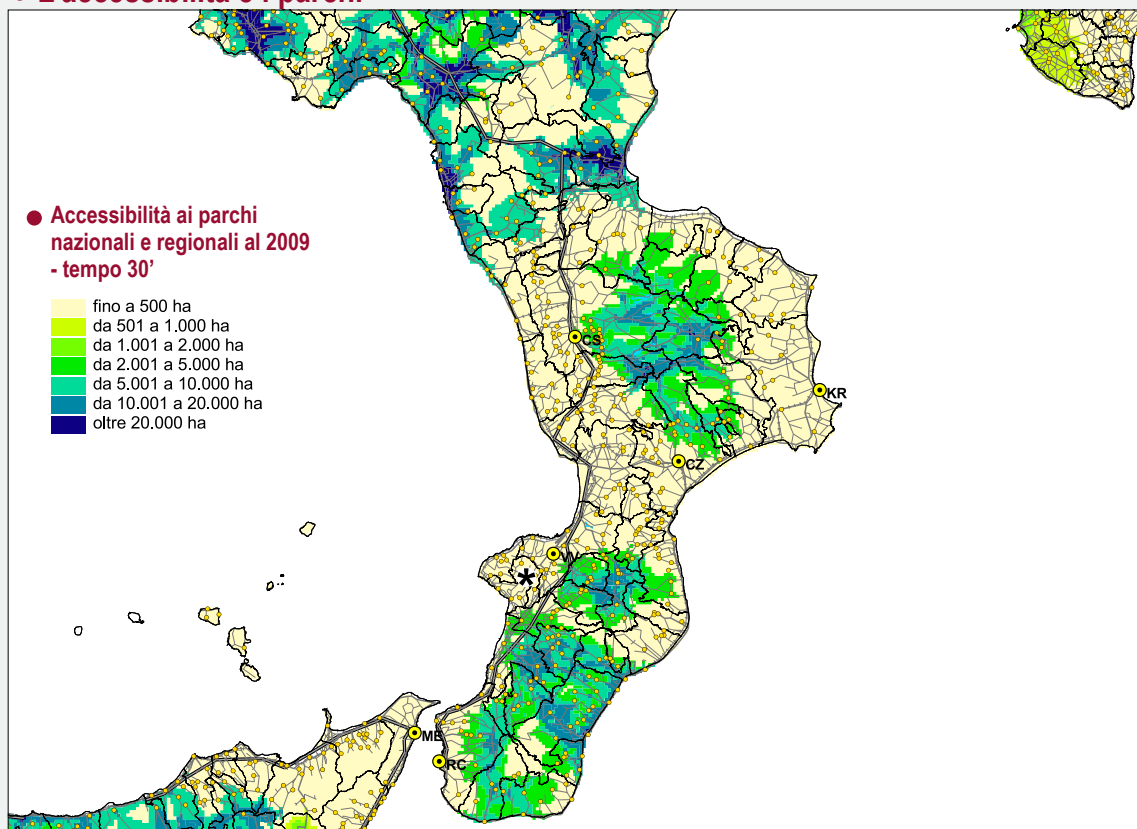 ● Accessibilità ai parchi
nazionali e regionali al 2009
- tempo 30’
fino a 500 ha
da 501 a 1.000 ha
da 1.001 a 2.000 ha
da 2.001 a 5.000 ha
da 5.001 a 10.000 ha
da 10.001 a 20.000 ha
oltre 20.000 ha
CS
KR
CZ
VV
*
ME
RC